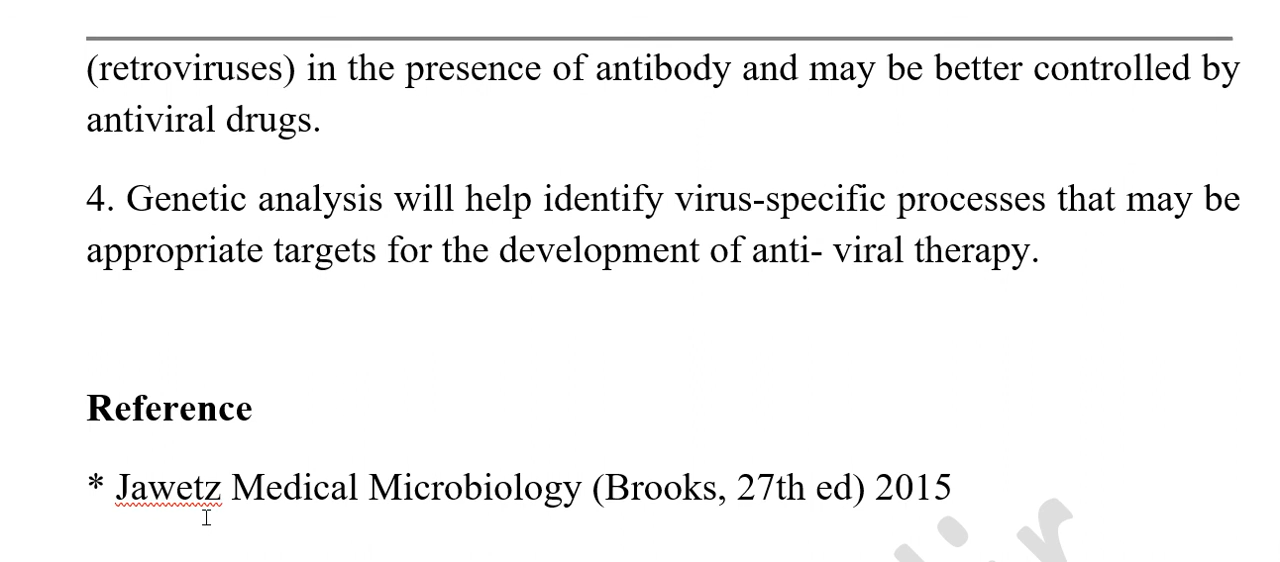 (retroviruses) in the presence of antibody and may be better controlled by
antiviral drugs.
4. Genetic analysis will help identify virus-specific processes that may be
appropriate targets for the development of anti- viral therapy.
Reference
* Jawetz Medical Microbiology (Brooks, 27th ed) 2015